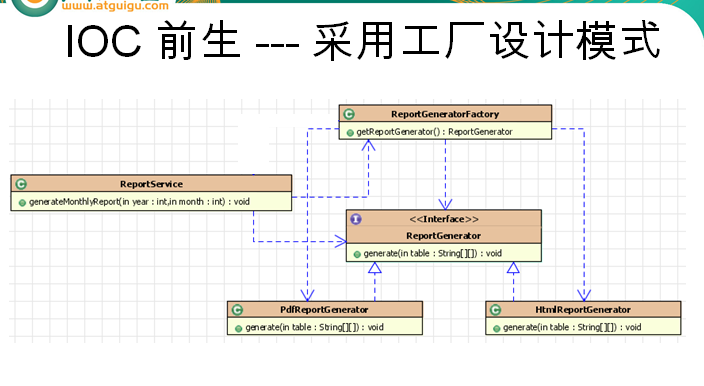 www.atguigu.com
IOC 前生 --- 采用工厂设计模式
ReportGeneratorFactory
getReportGenerator() : ReportGenerator
ReportService
generateMonthlyReport(in year : int,in month : int) : void
<<Interface>>
ReportGenerator
generate(in table : String[][]) : void
PdfReportGenerator
generate(in table : String[][]) : void
HtmlReportGenerator
generate(in table : String[][]) : void